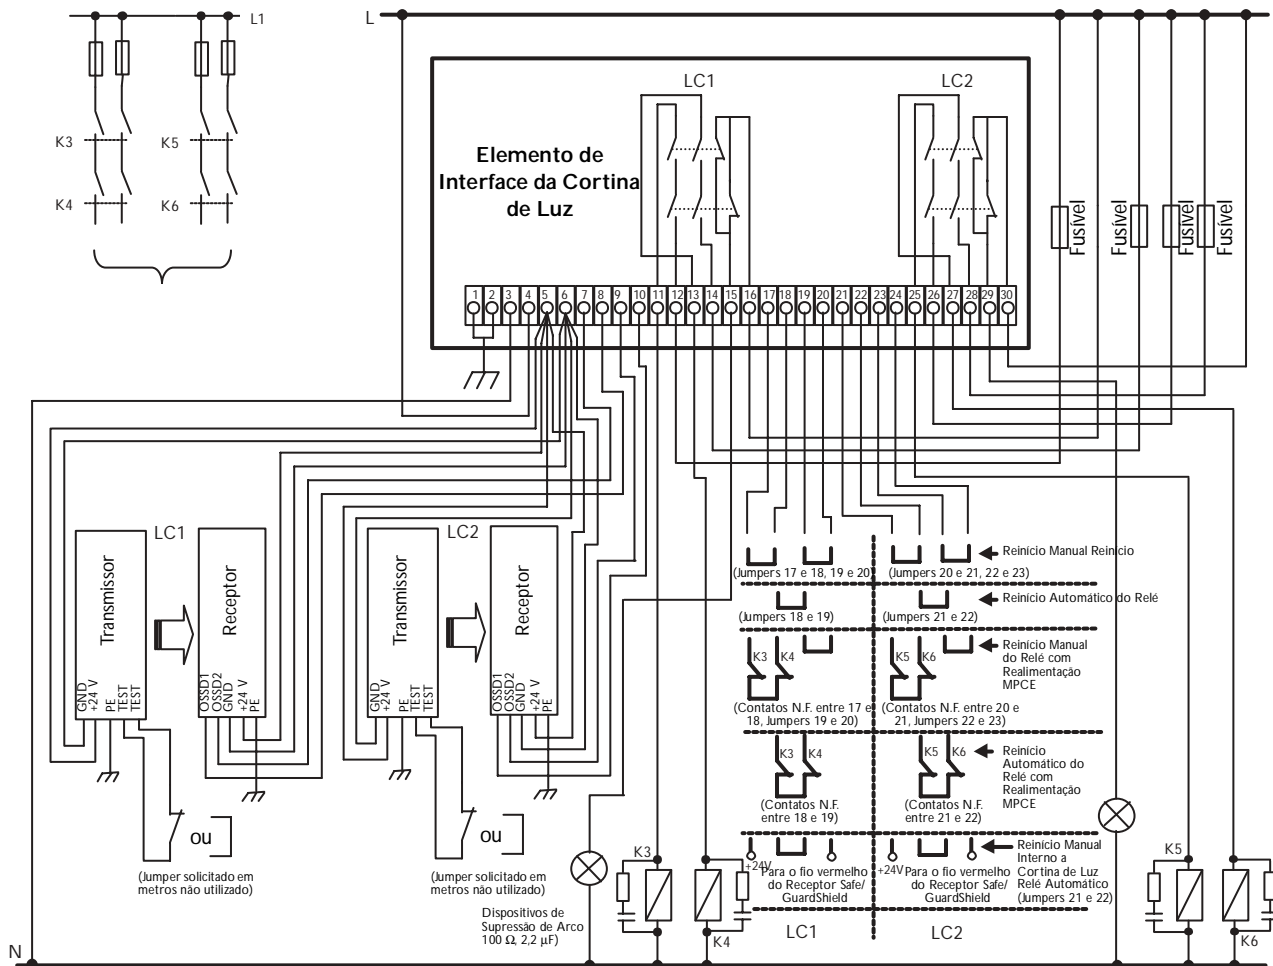 L1
L
LC1
LC2
K3
K5
K4
K6
Elemento de
Interface da Cortina
de Luz
Fusível
Fusível
Fusível
Fusível
1 2 3 4 5 6 7 8 9 10 11 12 13 14 15 16 17 18 19 20 21 22 23 24 25 26 27 28 29 30
LC1
Transmissor
Receptor
GND
+24 V
PE
TEST
TEST
OSSD1
OSSD2
GND
+24 V
PE
LC2
Transmissor
Receptor
GND
+24 V
PE
TEST
TEST
OSSD1
OSSD2
GND
+24 V
PE
ou
(Jumper solicitado em
metros não utilizado)
ou
(Jumper solicitado em
metros não utilizado)
Reinício Manual Reinício
(Jumpers 17 e 18, 19 e 20)
(Jumpers 20 e 21, 22 e 23)
Reinício Automático do Relé
(Jumpers 18 e 19)
(Jumpers 21 e 22)
K3
K4
K5
K6
Reinício Manual
do Relé com
Realimentação
MPCE
(Contatos N.F. entre 17 e
18, Jumpers 19 e 20)
(Contatos N.F. entre 20 e
21, Jumpers 22 e 23)
K3
K4
K5
K6
Reinício
Automático do
Relé com
Realimentação
MPCE
(Contatos N.F.
entre 18 e 19)
(Contatos N.F.
entre 21 e 22)
+24V
Para o fio vermelho
do Receptor Safe/
GuardShield
+24V
Para o fio vermelho
do Receptor Safe/
GuardShield
Reinício Manual
Interno a
Cortina de Luz
Relé Automático
(Jumpers 21 e 22)
LC1
LC2
K3
K4
K5
K6
Dispositivos de
Supressão de Arco
100 Ω, 2,2 µF)
N